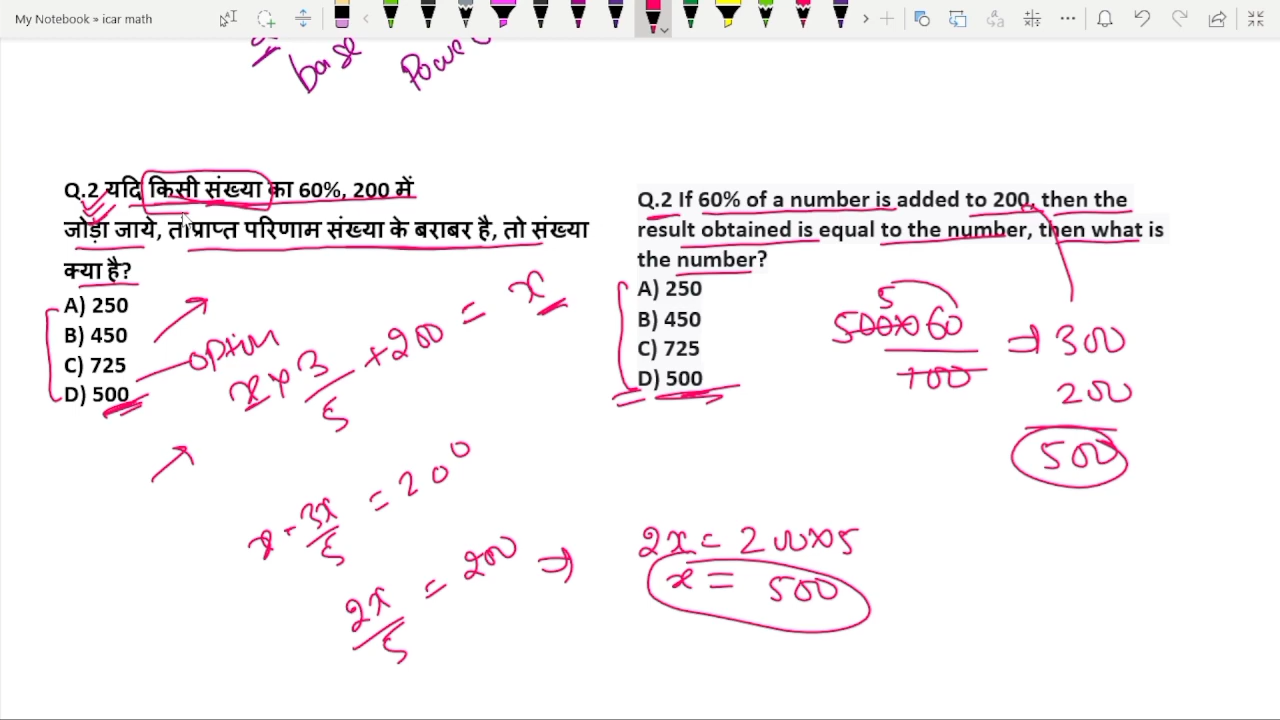 My Notebook » icar math
base
Power
Q.2 यदि किसी संख्या का 60%, 200 में
जोड़ा जाये, तो प्राप्त परिणाम संख्या के बराबर है, तो संख्या
क्या है?
A) 250
B) 450
C) 725
D) 500
option
x × 3/5 + 200 = x
x - 3x/5 = 200
2x/5 = 200 ⇒
Q.2 If 60% of a number is added to 200, then the
result obtained is equal to the number, then what is
the number?
A) 250
B) 450
C) 725
D) 500
5
500×60
100
⇒ 300
200
500
2x = 200×5
x = 500